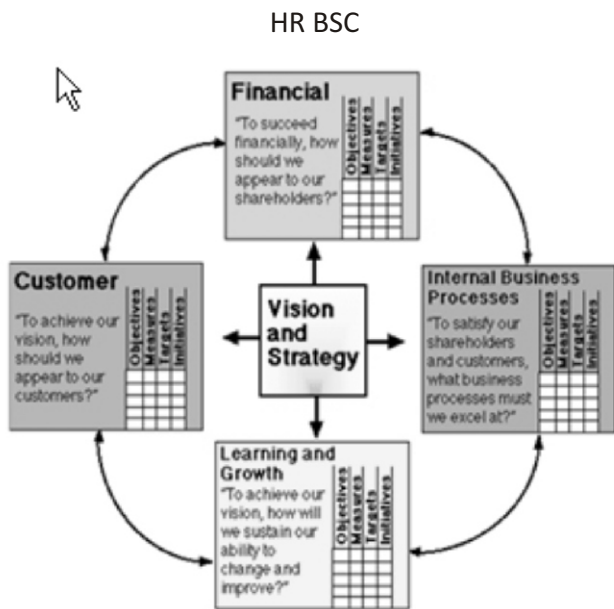 HR BSC
Financial
"To succeed
financially, how
should we
appear to our
shareholders?"
Objectives
Measures
Targets
Initiatives
Customer
"To achieve our
vision, how
should we
appear to our
customers?"
Objectives
Measures
Targets
Initiatives
Vision
and
Strategy
Internal Business
Processes
"To satisfy our
shareholders
and customers,
what business
processes must
we excel at?"
Objectives
Measures
Targets
Initiatives
Learning and
Growth
"To achieve our
vision, how will
we sustain our
ability to
change and
improve?"
Objectives
Measures
Targets
Initiatives